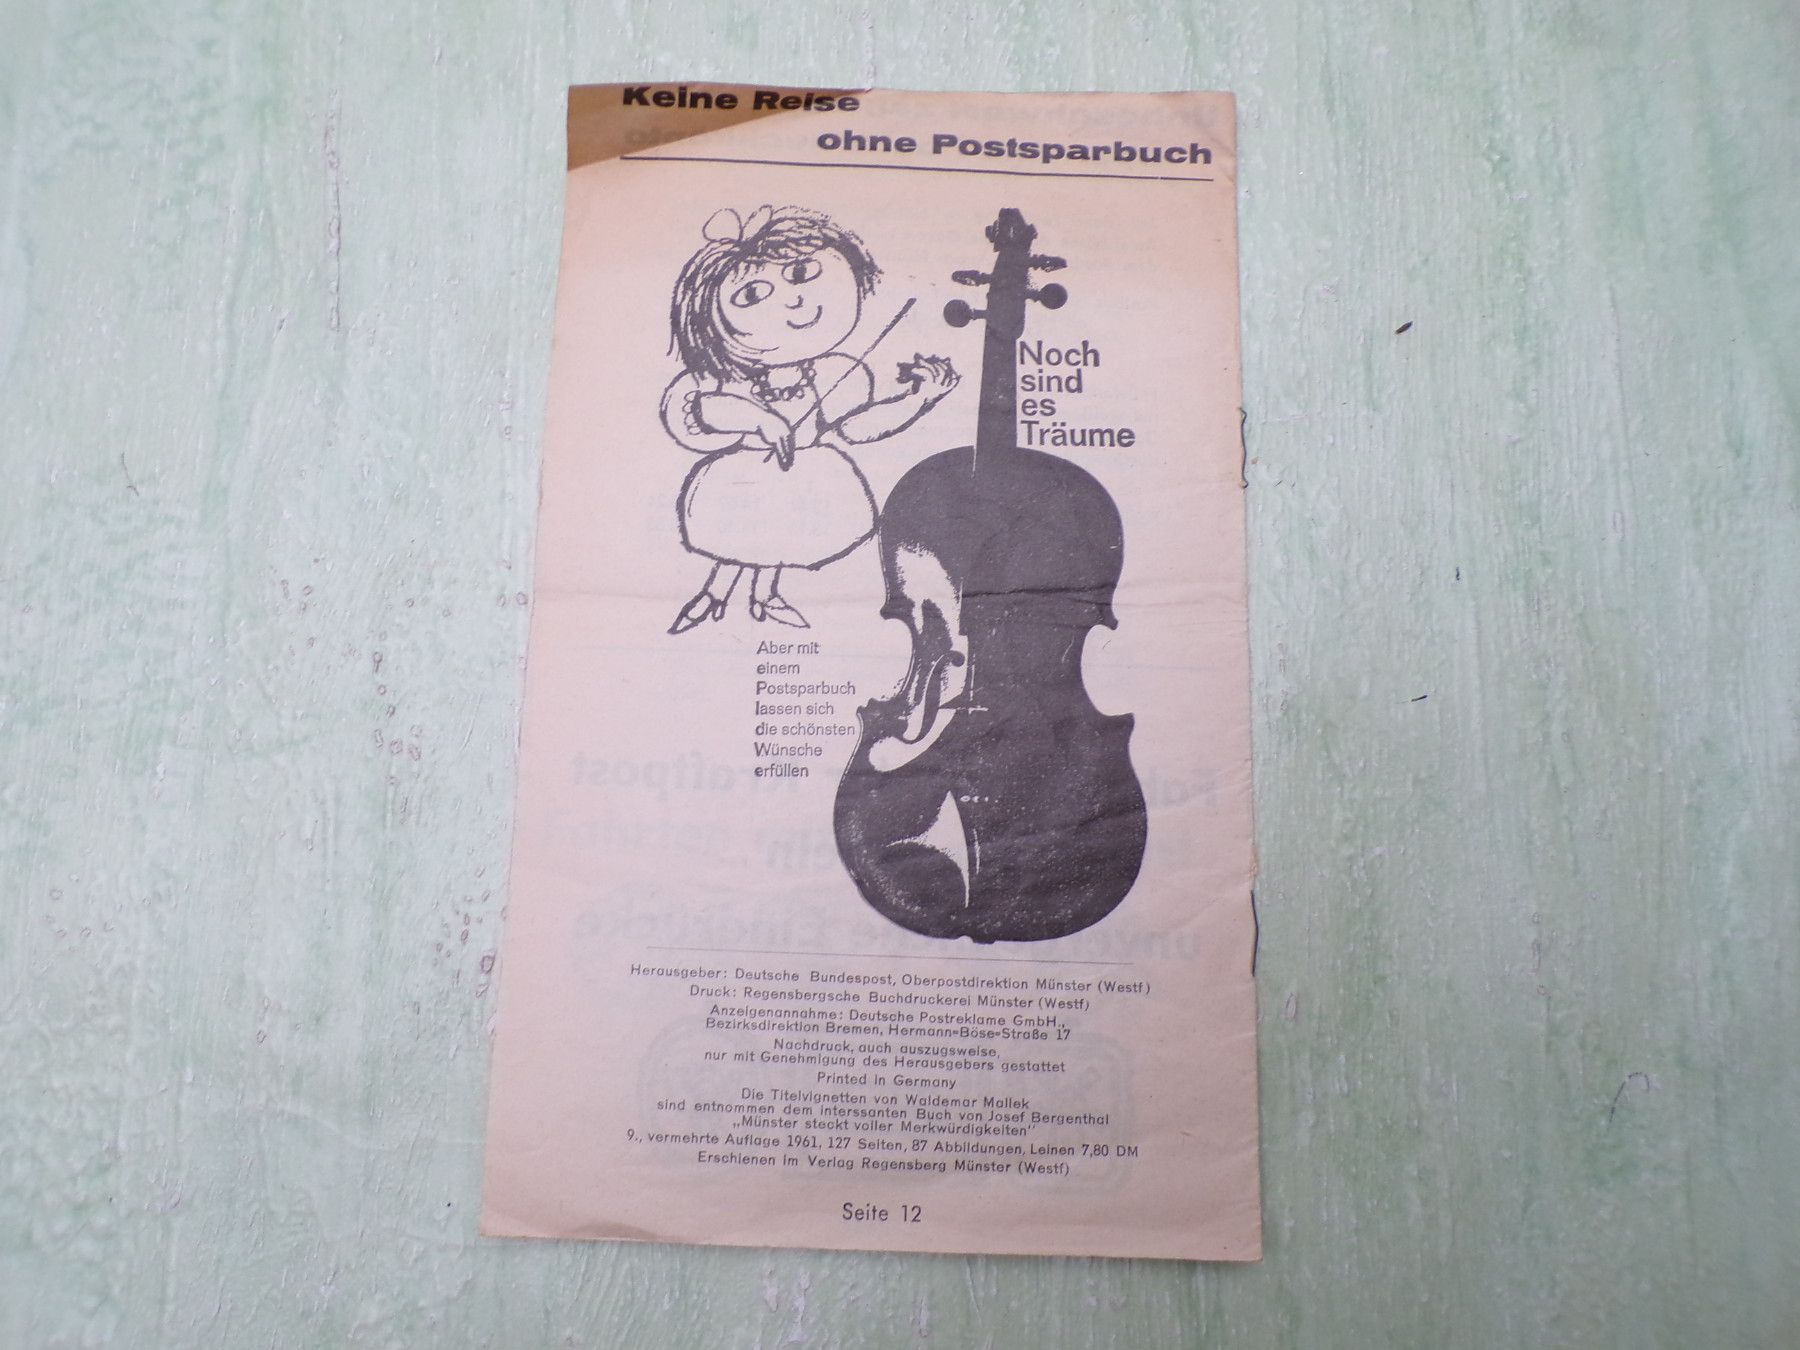 Keine Reise
ohne Postsparbuch
Noch
sind
es
Träume
Aber mit
einem
Postsparbuch
lassen sich
die schönsten
Wünsche
erfüllen
Herausgeber: Deutsche Bundespost, Oberpostdirektion Münster (Westf)
Druck: Regensbergsche Buchdruckerei Münster (Westf)
Anzeigenannahme: Deutsche Postreklame GmbH.,
Bezirksdirektion Bremen, Hermann=Böse=Straße 17
Nachdruck, auch auszugsweise,
nur mit Genehmigung des Herausgebers gestattet
Printed in Germany
Die Titelvignetten von Waldemar Mallek
sind entnommen dem interssanten Buch von Josef Bergenthal
„Münster steckt voller Merkwürdigkeiten"
9., vermehrte Auflage 1961, 127 Seiten, 87 Abbildungen, Leinen 7,80 DM
Erschienen im Verlag Regensberg Münster (Westf)
Seite 12